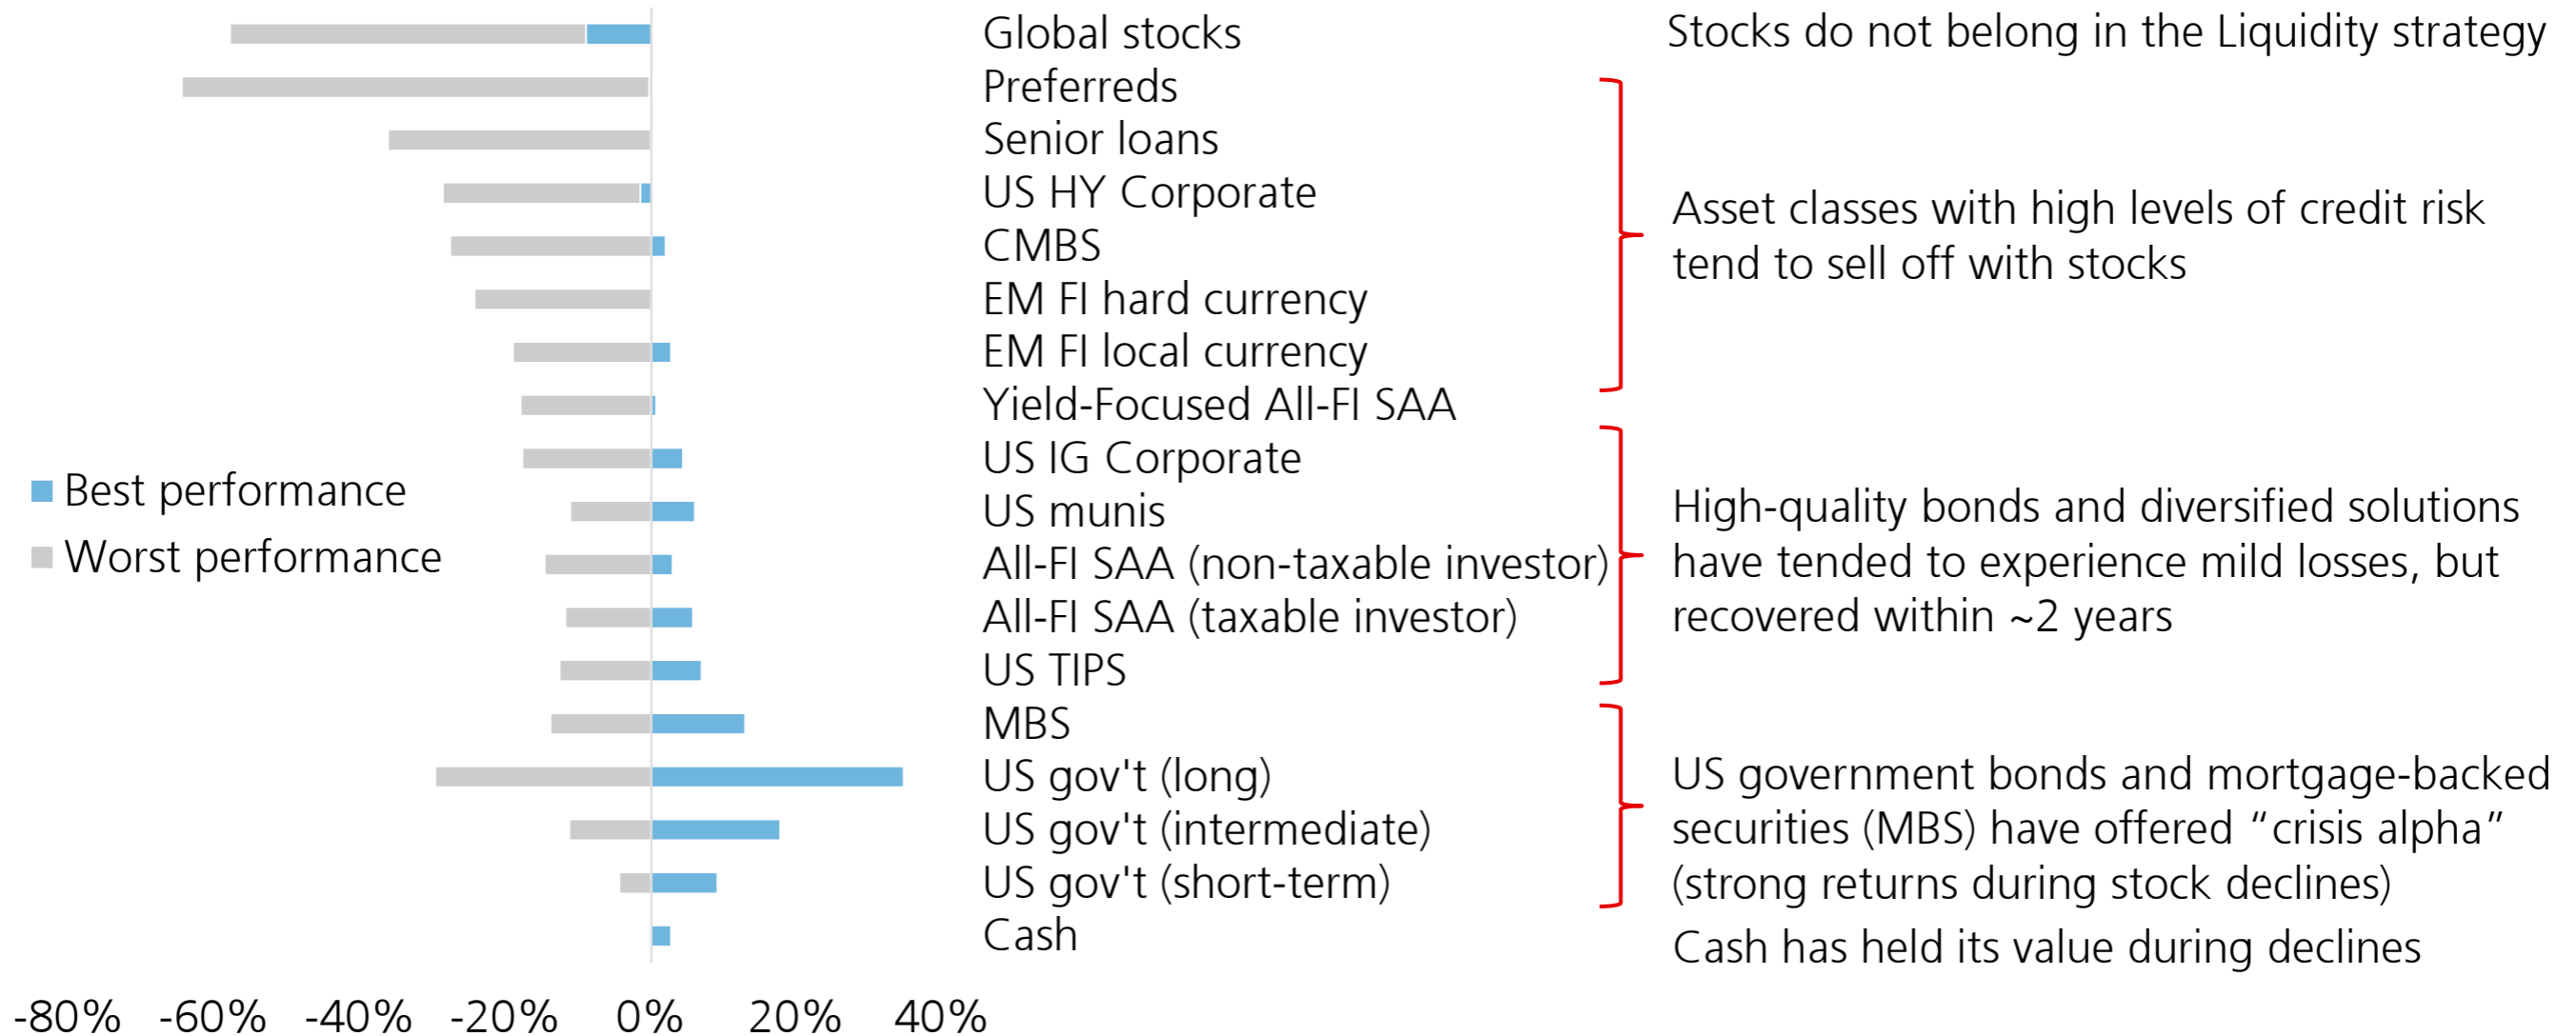 Global stocks
Preferreds
Senior loans
US HY Corporate
CMBS
EM FI hard currency
EM FI local currency
Yield-Focused All-FI SAA
US IG Corporate
US munis
All-FI SAA (non-taxable investor)
All-FI SAA (taxable investor)
US TIPS
MBS
US gov't (long)
US gov't (intermediate)
US gov't (short-term)
Cash
Stocks do not belong in the Liquidity strategy
Asset classes with high levels of credit risk
tend to sell off with stocks
High-quality bonds and diversified solutions
have tended to experience mild losses, but
recovered within ~2 years
US government bonds and mortgage-backed
securities (MBS) have offered “crisis alpha”
(strong returns during stock declines)
Cash has held its value during declines
Best performance
Worst performance
-80% -60% -40% -20% 0% 20% 40%